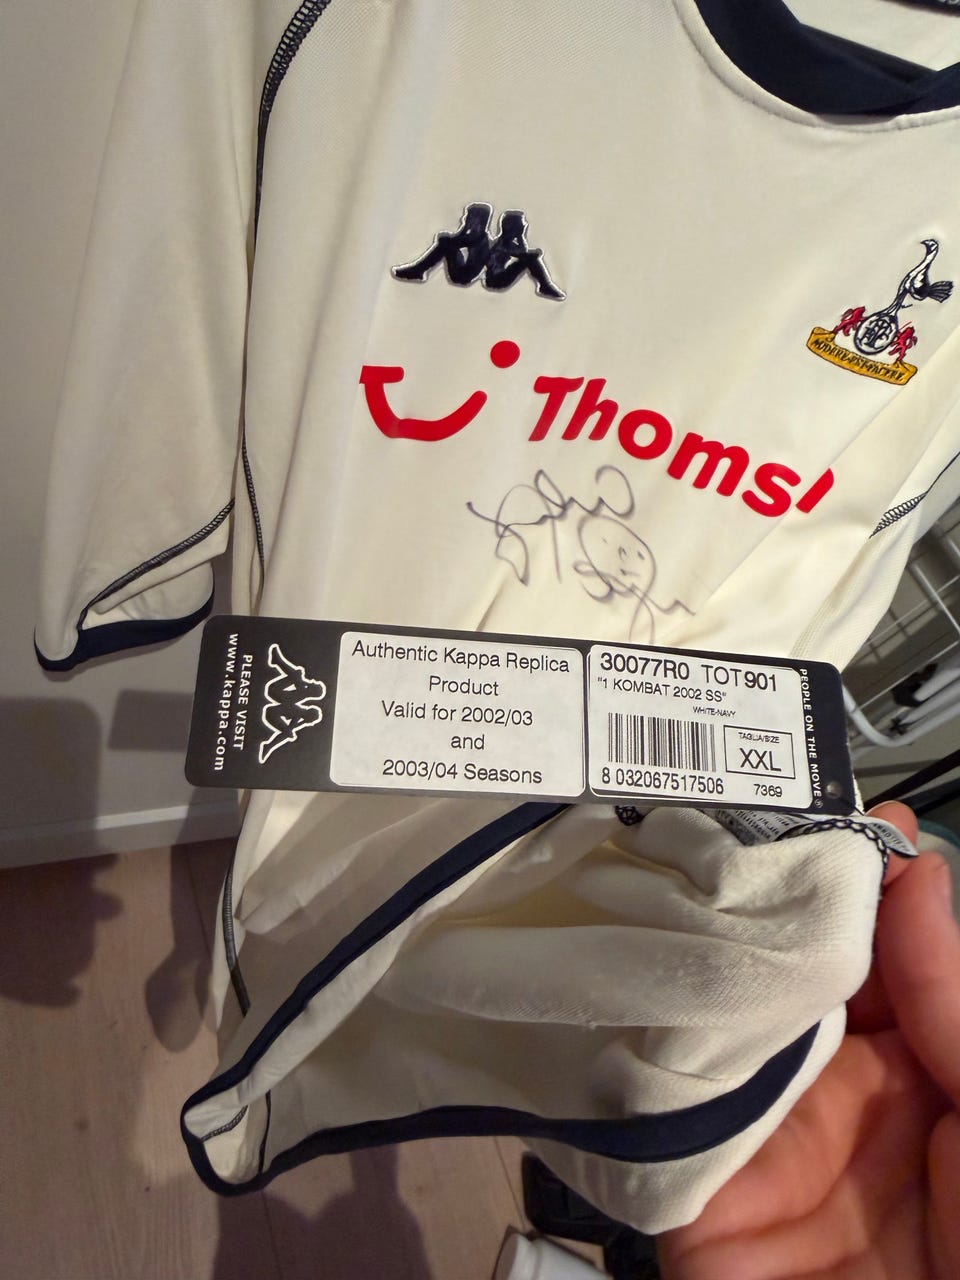 Thoms
PLEASE VISIT
www.kappa.com
Authentic Kappa Replica
Product
Valid for 2002/03
and
2003/04 Seasons
30077R0 TOT901
"1 KOMBAT 2002 SS"
WHITE-NAVY
TAGLIA/SIZE
XXL
8 032067517506
7369
PEOPLE ON THE MOVE®